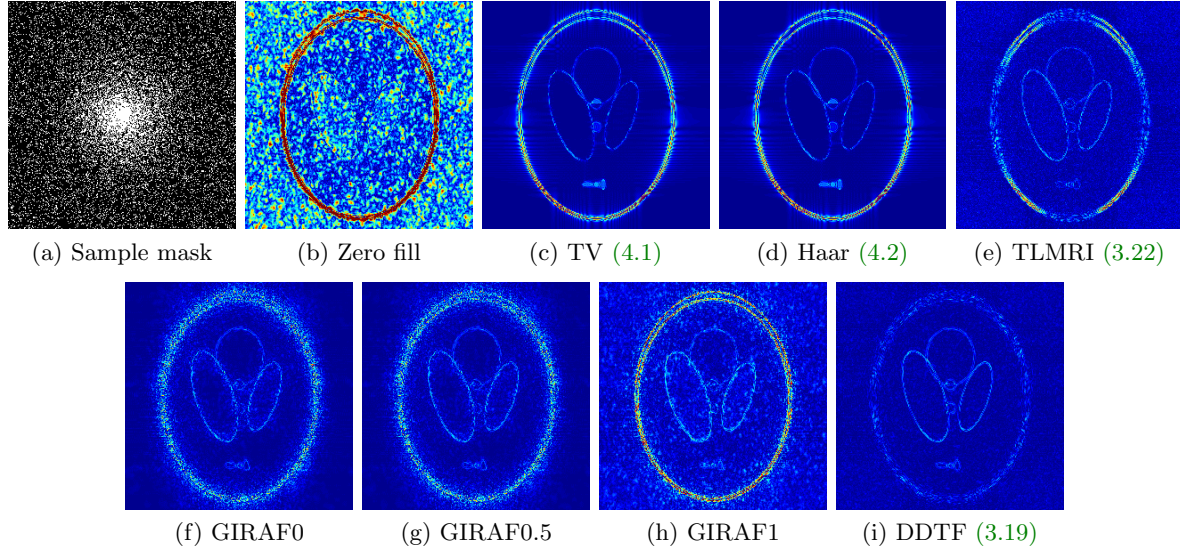 (a) Sample mask
(b) Zero fill
(c) TV (4.1)
(d) Haar (4.2)
(e) TLMRI (3.22)
(f) GIRAF0
(g) GIRAF0.5
(h) GIRAF1
(i) DDTF (3.19)